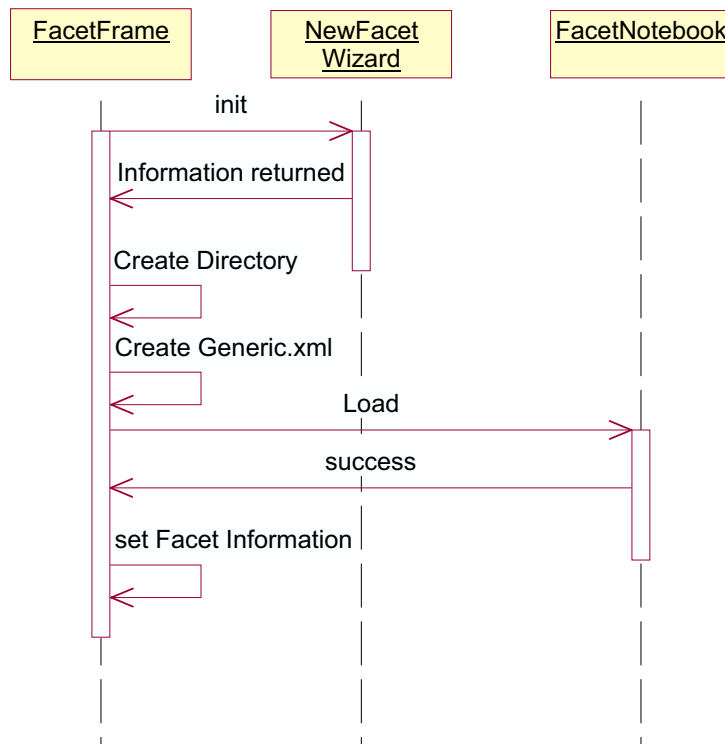 FacetFrame
NewFacet
Wizard
FacetNotebook
init
Information returned
Create Directory
Create Generic.xml
Load
success
set Facet Information